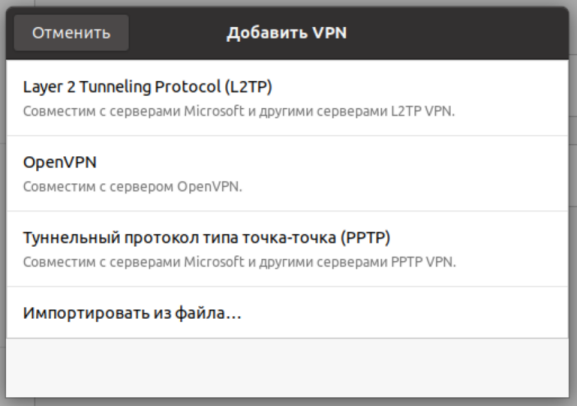 Отменить
Добавить VPN
Layer 2 Tunneling Protocol (L2TP)
Совместим с серверами Microsoft и другими серверами L2TP VPN.
OpenVPN
Совместим с сервером OpenVPN.
Туннельный протокол типа точка-точка (PPTP)
Совместим с серверами Microsoft и другими серверами PPTP VPN.
Импортировать из файла…